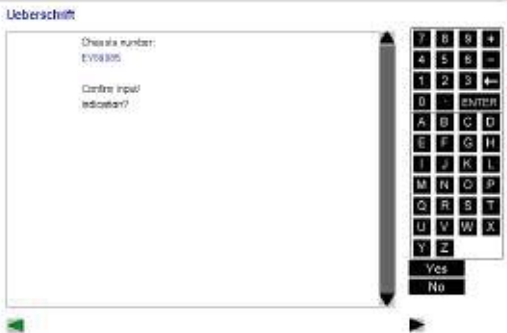 Ueberschrift
Chassis number:
Confirm input/
indication?
7 8 9 +
4 5 6 -
1 2 3 ←
0 . ENTER
A B C D
E F G H
I J K L
M N O P
Q R S T
U V W X
Y Z
Yes
No